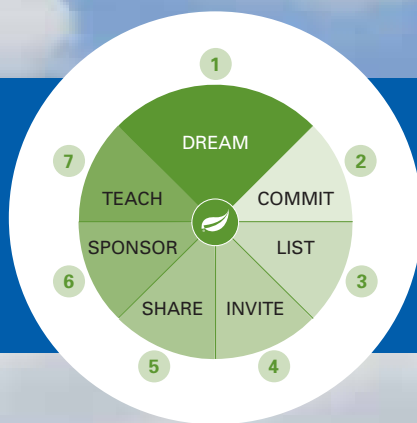 1
DREAM
7
2
TEACH
COMMIT
SPONSOR
LIST
6
3
SHARE
INVITE
5
4